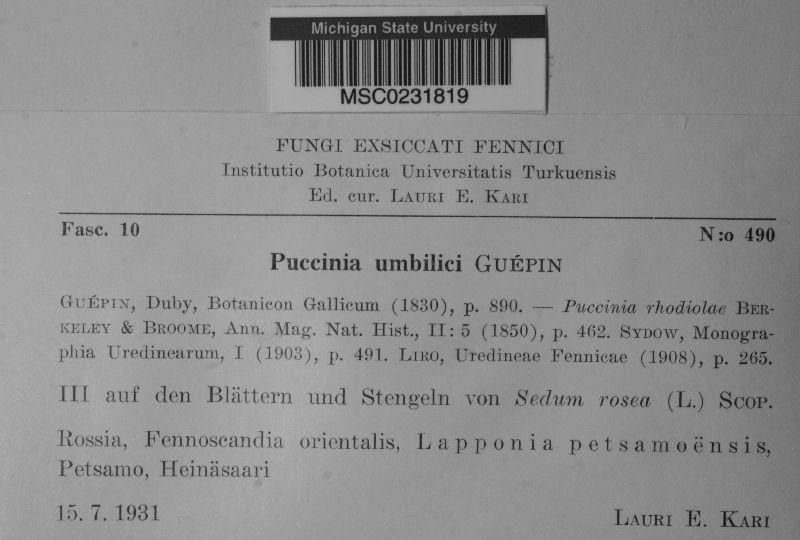 Michigan State University
MSC0231819
FUNGI EXSICCATI FENNICI
Institutio Botanica Universitatis Turkuensis
Ed. cur. LAURI E. KARI
Fasc. 10 N:o 490
Puccinia umbilici GUÉPIN
GUÉPIN, Duby, Botanicon Gallicum (1830), p. 890. — Puccinia rhodiolae BER-
KELEY & BROOME, Ann. Mag. Nat. Hist., II: 5 (1850), p. 462. SYDOW, Monogra-
phia Uredinearum, I (1903), p. 491. LIRO, Uredineae Fennicae (1908), p. 265.
III auf den Blättern und Stengeln von Sedum rosea (L.) SCOP.
Rossia, Fennoscandia orientalis, Lapponia petsamoënsis,
Petsamo, Heinäsaari
15. 7. 1931 LAURI E. KARI